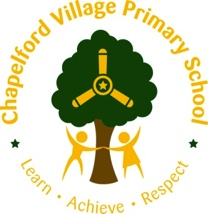 Chapelford Village Primary School
Learn • Achieve • Respect